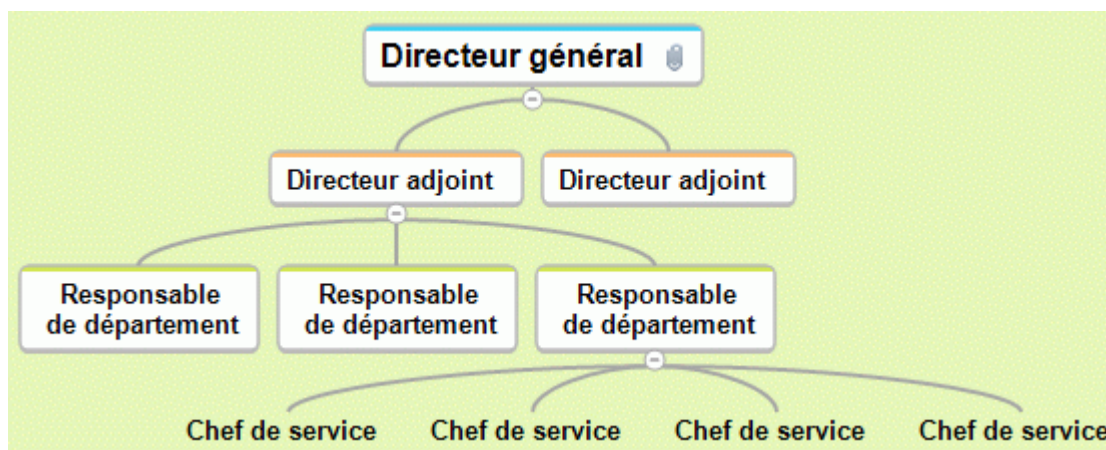 Directeur général
Directeur adjoint
Directeur adjoint
Responsable
de département
Responsable
de département
Responsable
de département
Chef de service
Chef de service
Chef de service
Chef de service